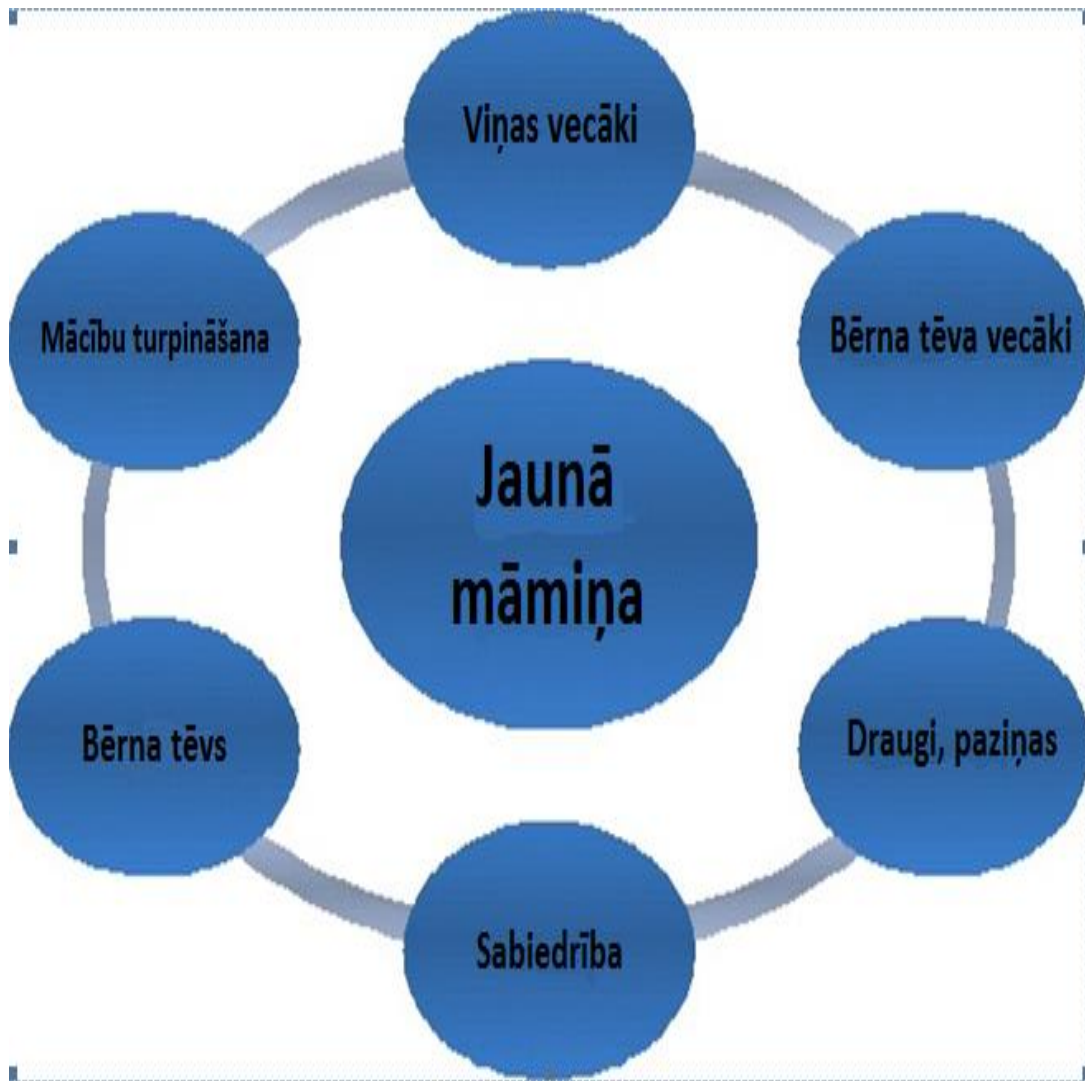 Viņas vecāki
Mācību turpināšana
Bērna tēva vecāki
Jaunā
māmiņa
Bērna tēvs
Draugi, paziņas
Sabiedrība